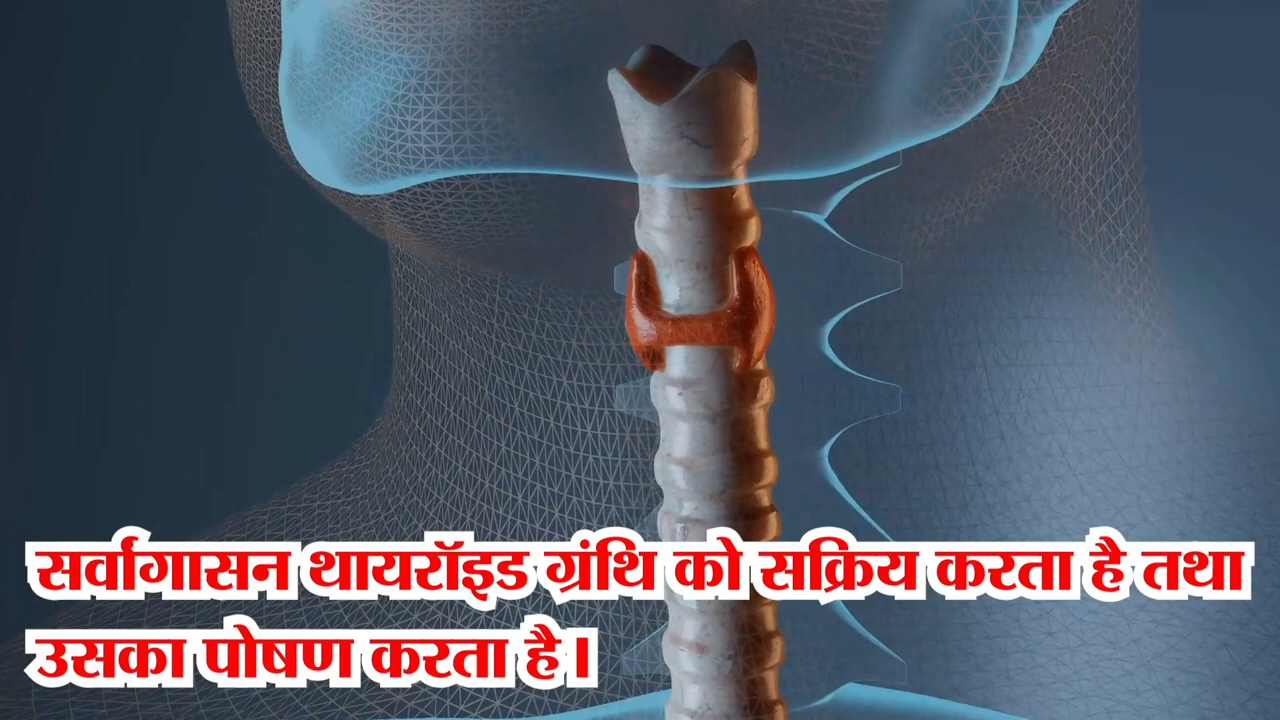 सर्वांगासन थायरॉइड ग्रंथि को सक्रिय करता है तथा
उसका पोषण करता है।